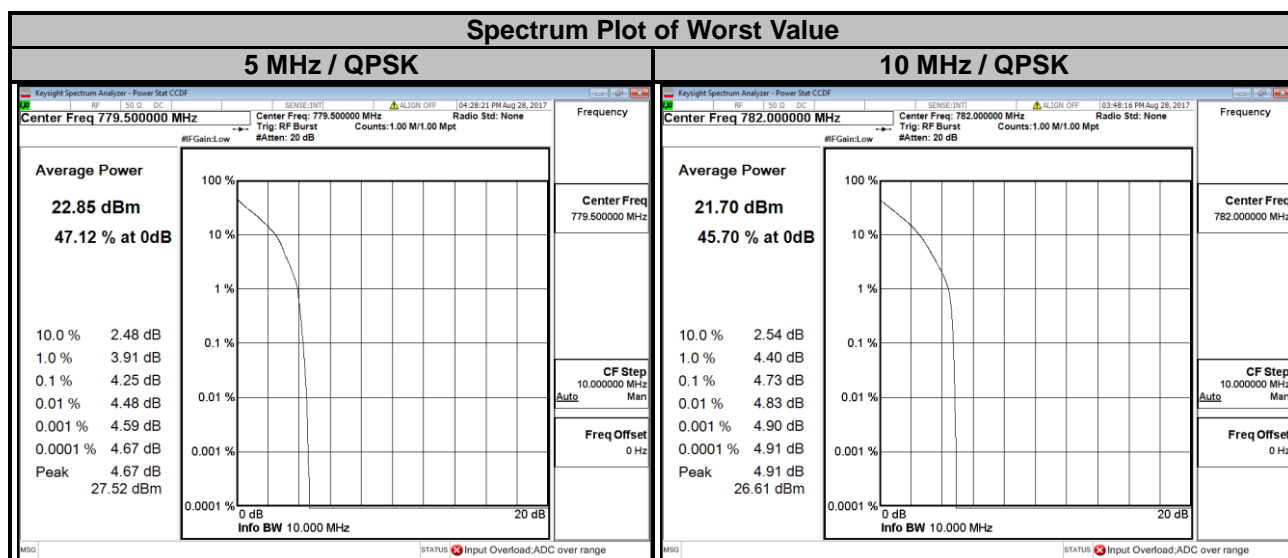 Spectrum Plot of Worst Value
5 MHz / QPSK
Keysight Spectrum Analyzer - Power Stat CCDF
RF 50 Ω DC SENSE:INT ALIGN OFF 04:28:21 PM Aug 28, 2017
Center Freq 779.500000 MHz
Center Freq: 779.500000 MHz Radio Std: None
Trig: RF Burst Counts:1.00 M/1.00 Mpt
#IFGain:Low #Atten: 20 dB
Frequency
Average Power
22.85 dBm
47.12 % at 0dB
10.0 % 2.48 dB
1.0 % 3.91 dB
0.1 % 4.25 dB
0.01 % 4.48 dB
0.001 % 4.59 dB
0.0001 % 4.67 dB
Peak 4.67 dB
27.52 dBm
100 %
10 %
1 %
0.1 %
0.01 %
0.001 %
0.0001 %
0 dB 20 dB
Info BW 10.000 MHz
Center Freq
779.500000 MHz
CF Step
10.000000 MHz
Auto Man
Freq Offset
0 Hz
MSG STATUS Input Overload;ADC over range
10 MHz / QPSK
Keysight Spectrum Analyzer - Power Stat CCDF
RF 50 Ω DC SENSE:INT ALIGN OFF 03:48:16 PM Aug 28, 2017
Center Freq 782.000000 MHz
Center Freq: 782.000000 MHz Radio Std: None
Trig: RF Burst Counts:1.00 M/1.00 Mpt
#IFGain:Low #Atten: 20 dB
Frequency
Average Power
21.70 dBm
45.70 % at 0dB
10.0 % 2.54 dB
1.0 % 4.40 dB
0.1 % 4.73 dB
0.01 % 4.83 dB
0.001 % 4.90 dB
0.0001 % 4.91 dB
Peak 4.91 dB
26.61 dBm
100 %
10 %
1 %
0.1 %
0.01 %
0.001 %
0.0001 %
0 dB 20 dB
Info BW 10.000 MHz
Center Freq
782.000000 MHz
CF Step
10.000000 MHz
Auto Man
Freq Offset
0 Hz
MSG STATUS Input Overload;ADC over range